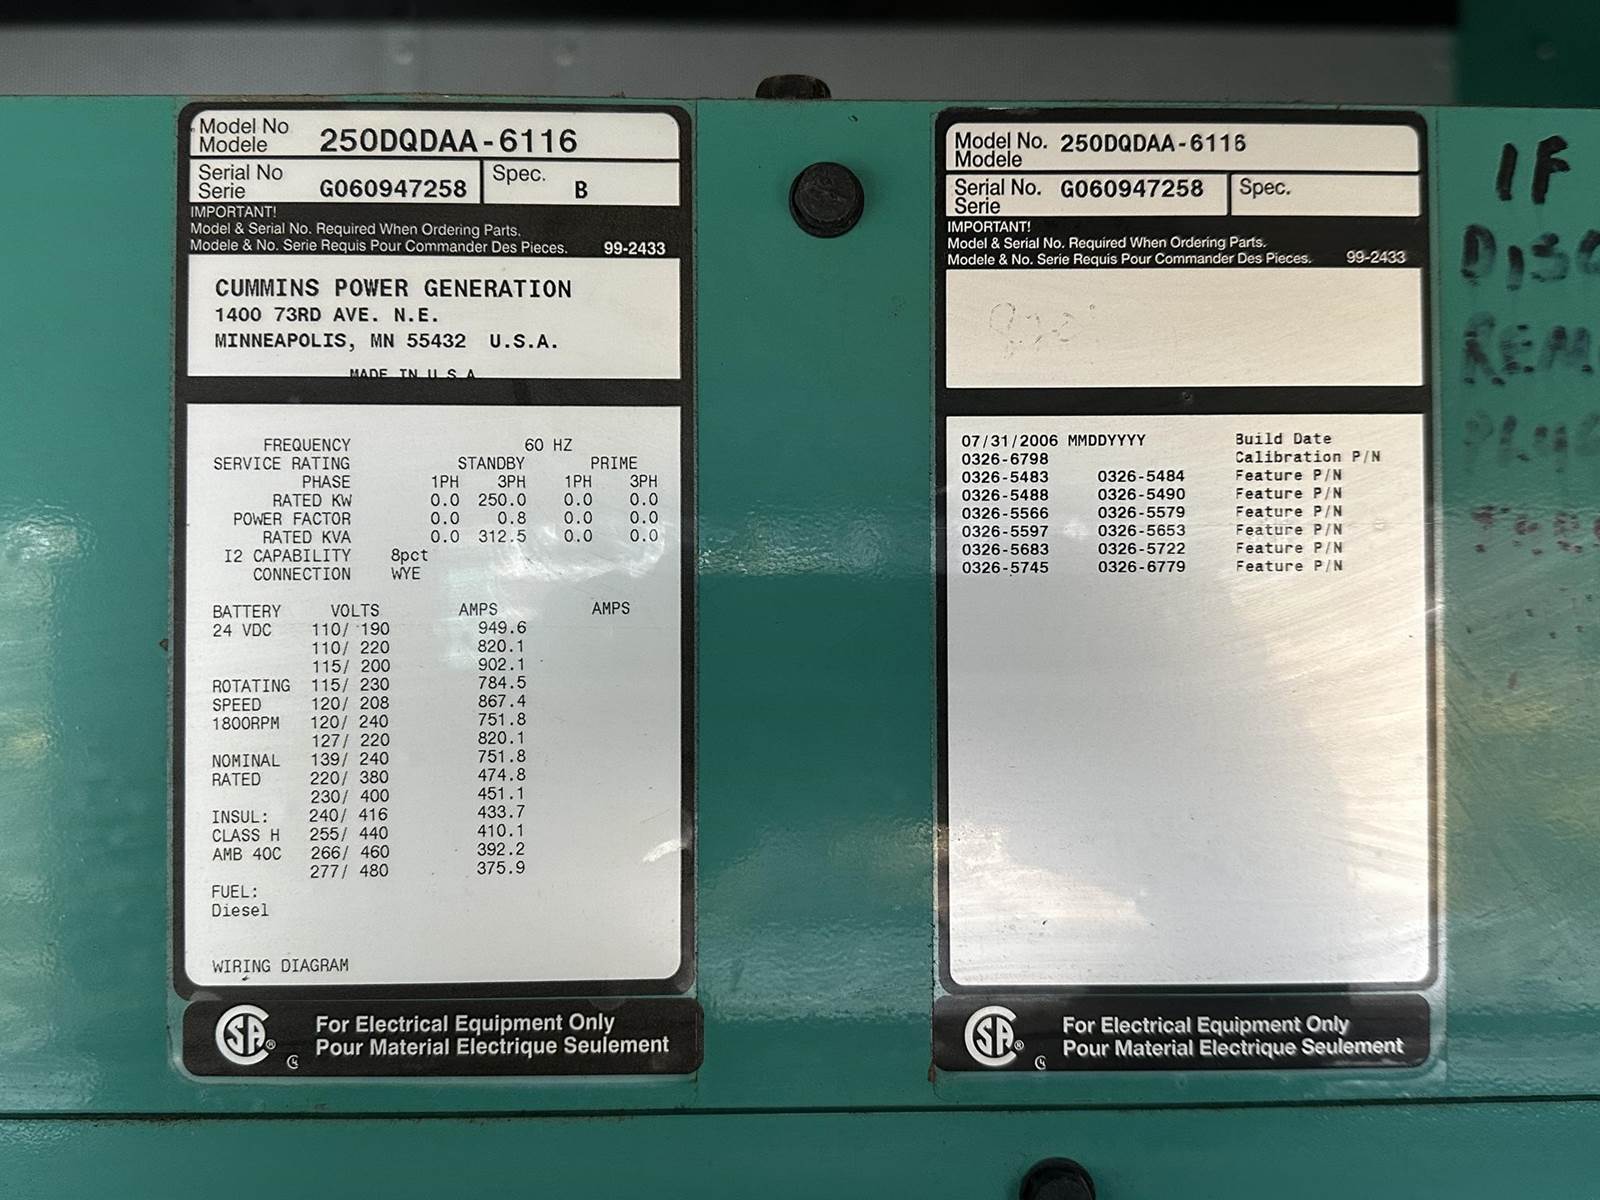 Model No
Modele 250DQDAA-6116
Serial No
Serie G060947258 Spec. B
IMPORTANT!
Model & Serial No. Required When Ordering Parts.
Modele & No. Serie Requis Pour Commander Des Pieces. 99-2433
CUMMINS POWER GENERATION
1400 73RD AVE. N.E.
MINNEAPOLIS, MN 55432 U.S.A.
MADE IN U S A
FREQUENCY 60 HZ
SERVICE RATING STANDBY PRIME
PHASE 1PH 3PH 1PH 3PH
RATED KW 0.0 250.0 0.0 0.0
POWER FACTOR 0.0 0.8 0.0 0.0
RATED KVA 0.0 312.5 0.0 0.0
I2 CAPABILITY 8pct
CONNECTION WYE
BATTERY VOLTS AMPS AMPS
24 VDC 110/ 190 949.6
110/ 220 820.1
115/ 200 902.1
ROTATING 115/ 230 784.5
SPEED 120/ 208 867.4
1800RPM 120/ 240 751.8
127/ 220 820.1
NOMINAL 139/ 240 751.8
RATED 220/ 380 474.8
230/ 400 451.1
INSUL: 240/ 416 433.7
CLASS H 255/ 440 410.1
AMB 40C 266/ 460 392.2
277/ 480 375.9
FUEL:
Diesel
WIRING DIAGRAM
SA ®
For Electrical Equipment Only
Pour Material Electrique Seulement
Model No.
Modele 250DQDAA-6116
Serial No.
Serie G060947258 Spec.
IMPORTANT!
Model & Serial No. Required When Ordering Parts.
Modele & No. Serie Requis Pour Commander Des Pieces. 99-2433
07/31/2006 MMDDYYYY Build Date
0326-6798 Calibration P/N
0326-5483 0326-5484 Feature P/N
0326-5488 0326-5490 Feature P/N
0326-5566 0326-5579 Feature P/N
0326-5597 0326-5653 Feature P/N
0326-5683 0326-5722 Feature P/N
0326-5745 0326-6779 Feature P/N
SA ®
For Electrical Equipment Only
Pour Material Electrique Seulement
IF